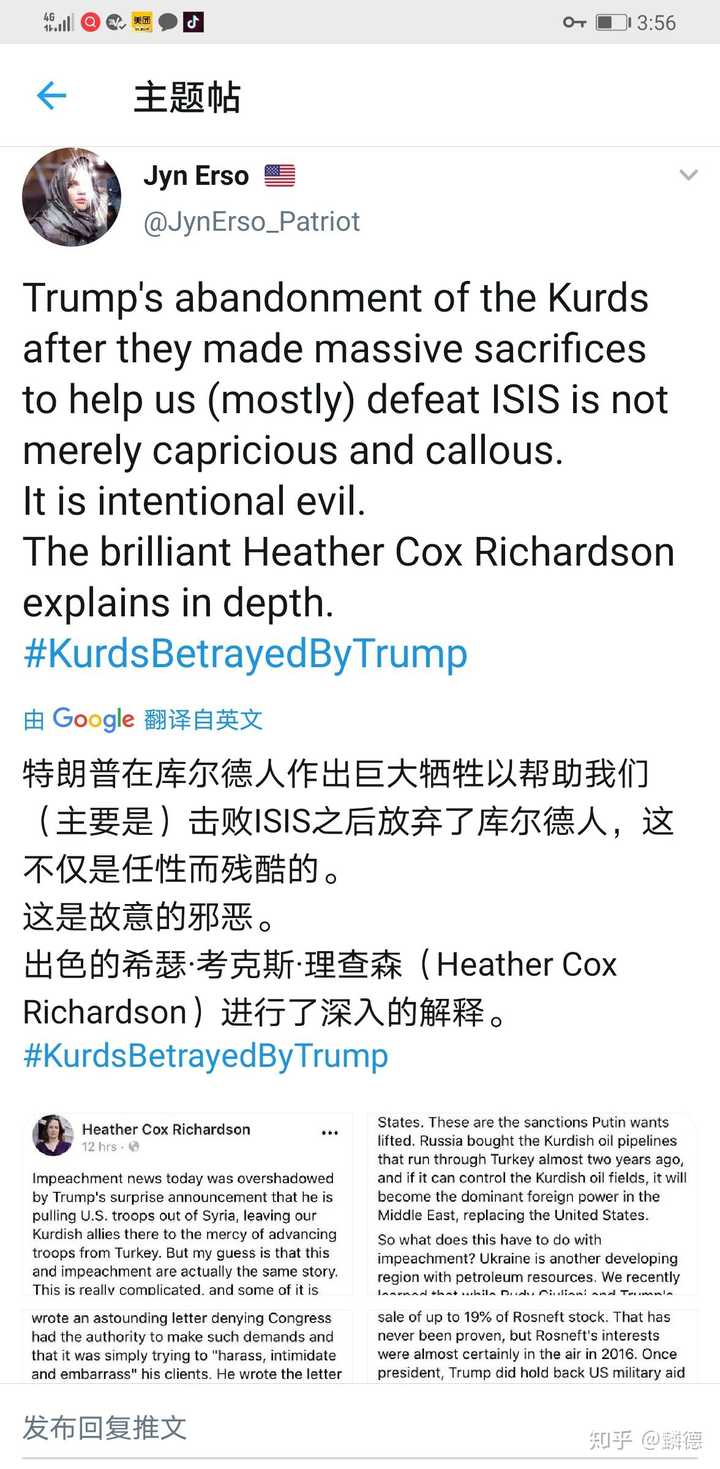 4G
1X
美团
3:56
主题帖
Jyn Erso
@JynErso_Patriot
Trump's abandonment of the Kurds
after they made massive sacrifices
to help us (mostly) defeat ISIS is not
merely capricious and callous.
It is intentional evil.
The brilliant Heather Cox Richardson
explains in depth.
#KurdsBetrayedByTrump
由 Google 翻译自英文
特朗普在库尔德人作出巨大牺牲以帮助我们
（主要是）击败ISIS之后放弃了库尔德人，这
不仅是任性而残酷的。
这是故意的邪恶。
出色的希瑟·考克斯·理查森（Heather Cox
Richardson）进行了深入的解释。
#KurdsBetrayedByTrump
Heather Cox Richardson
12 hrs ·
Impeachment news today was overshadowed
by Trump's surprise announcement that he is
pulling U.S. troops out of Syria, leaving our
Kurdish allies there to the mercy of advancing
troops from Turkey. But my guess is that this
and impeachment are actually the same story.
This is really complicated, and some of it is
States. These are the sanctions Putin wants
lifted. Russia bought the Kurdish oil pipelines
that run through Turkey almost two years ago,
and if it can control the Kurdish oil fields, it will
become the dominant foreign power in the
Middle East, replacing the United States.
So what does this have to do with
impeachment? Ukraine is another developing
region with petroleum resources. We recently
learned that while Rudy Giuliani and Trump's
wrote an astounding letter denying Congress
had the authority to make such demands and
that it was simply trying to "harass, intimidate
and embarrass" his clients. He wrote the letter
sale of up to 19% of Rosneft stock. That has
never been proven, but Rosneft's interests
were almost certainly in the air in 2016. Once
president, Trump did hold back US military aid
发布回复推文
知乎 @麟德